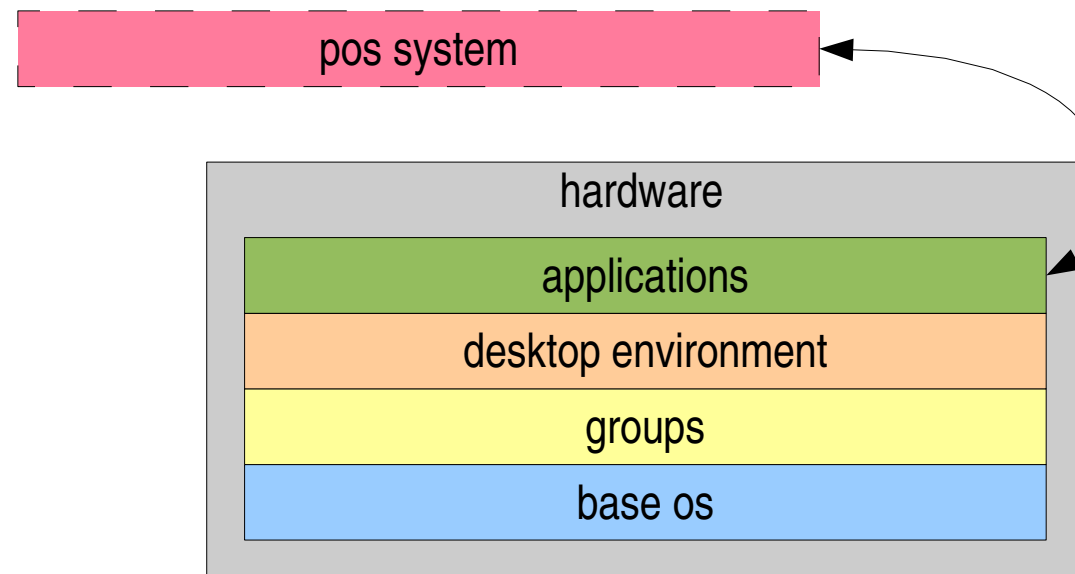 pos system
hardware
applications
desktop environment
groups
base os